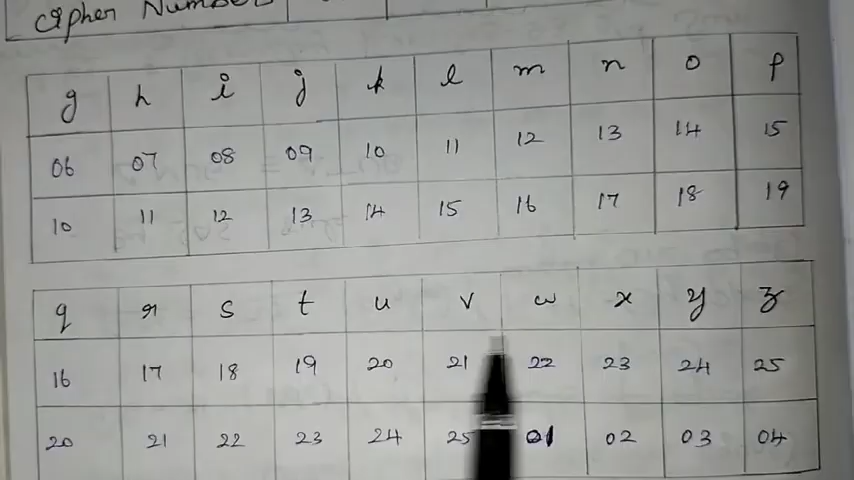 Cipher Number
g h i j k l m n o p
06 07 08 09 10 11 12 13 14 15
10 11 12 13 14 15 16 17 18 19
q r s t u v w x y z
16 17 18 19 20 21 22 23 24 25
20 21 22 23 24 25 01 02 03 04